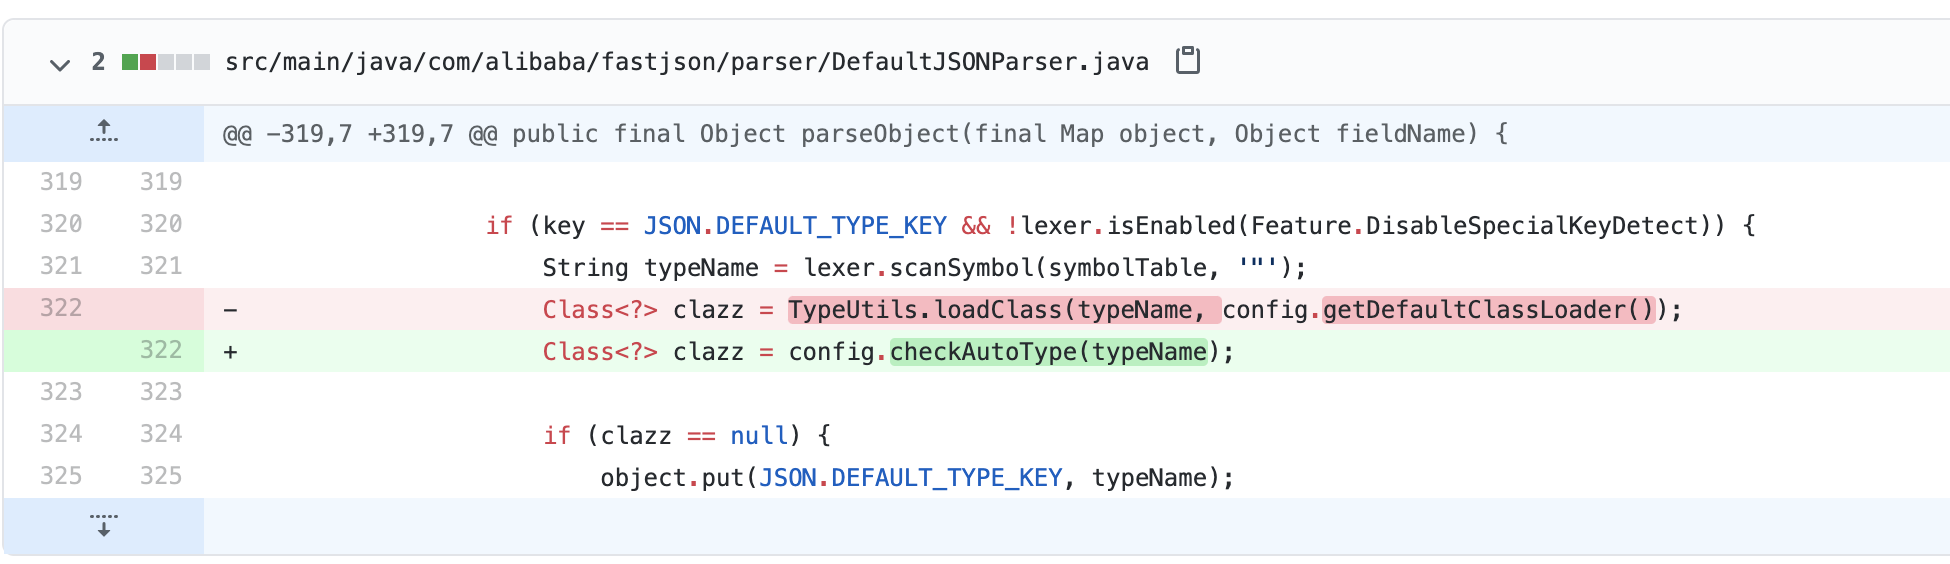 2 src/main/java/com/alibaba/fastjson/parser/DefaultJSONParser.java
@@ -319,7 +319,7 @@ public final Object parseObject(final Map object, Object fieldName) {
319 319
320 320 if (key == JSON.DEFAULT_TYPE_KEY && !lexer.isEnabled(Feature.DisableSpecialKeyDetect)) {
321 321 String typeName = lexer.scanSymbol(symbolTable, '"');
322 - Class<?> clazz = TypeUtils.loadClass(typeName, config.getDefaultClassLoader());
322 + Class<?> clazz = config.checkAutoType(typeName);
323 323
324 324 if (clazz == null) {
325 325 object.put(JSON.DEFAULT_TYPE_KEY, typeName);